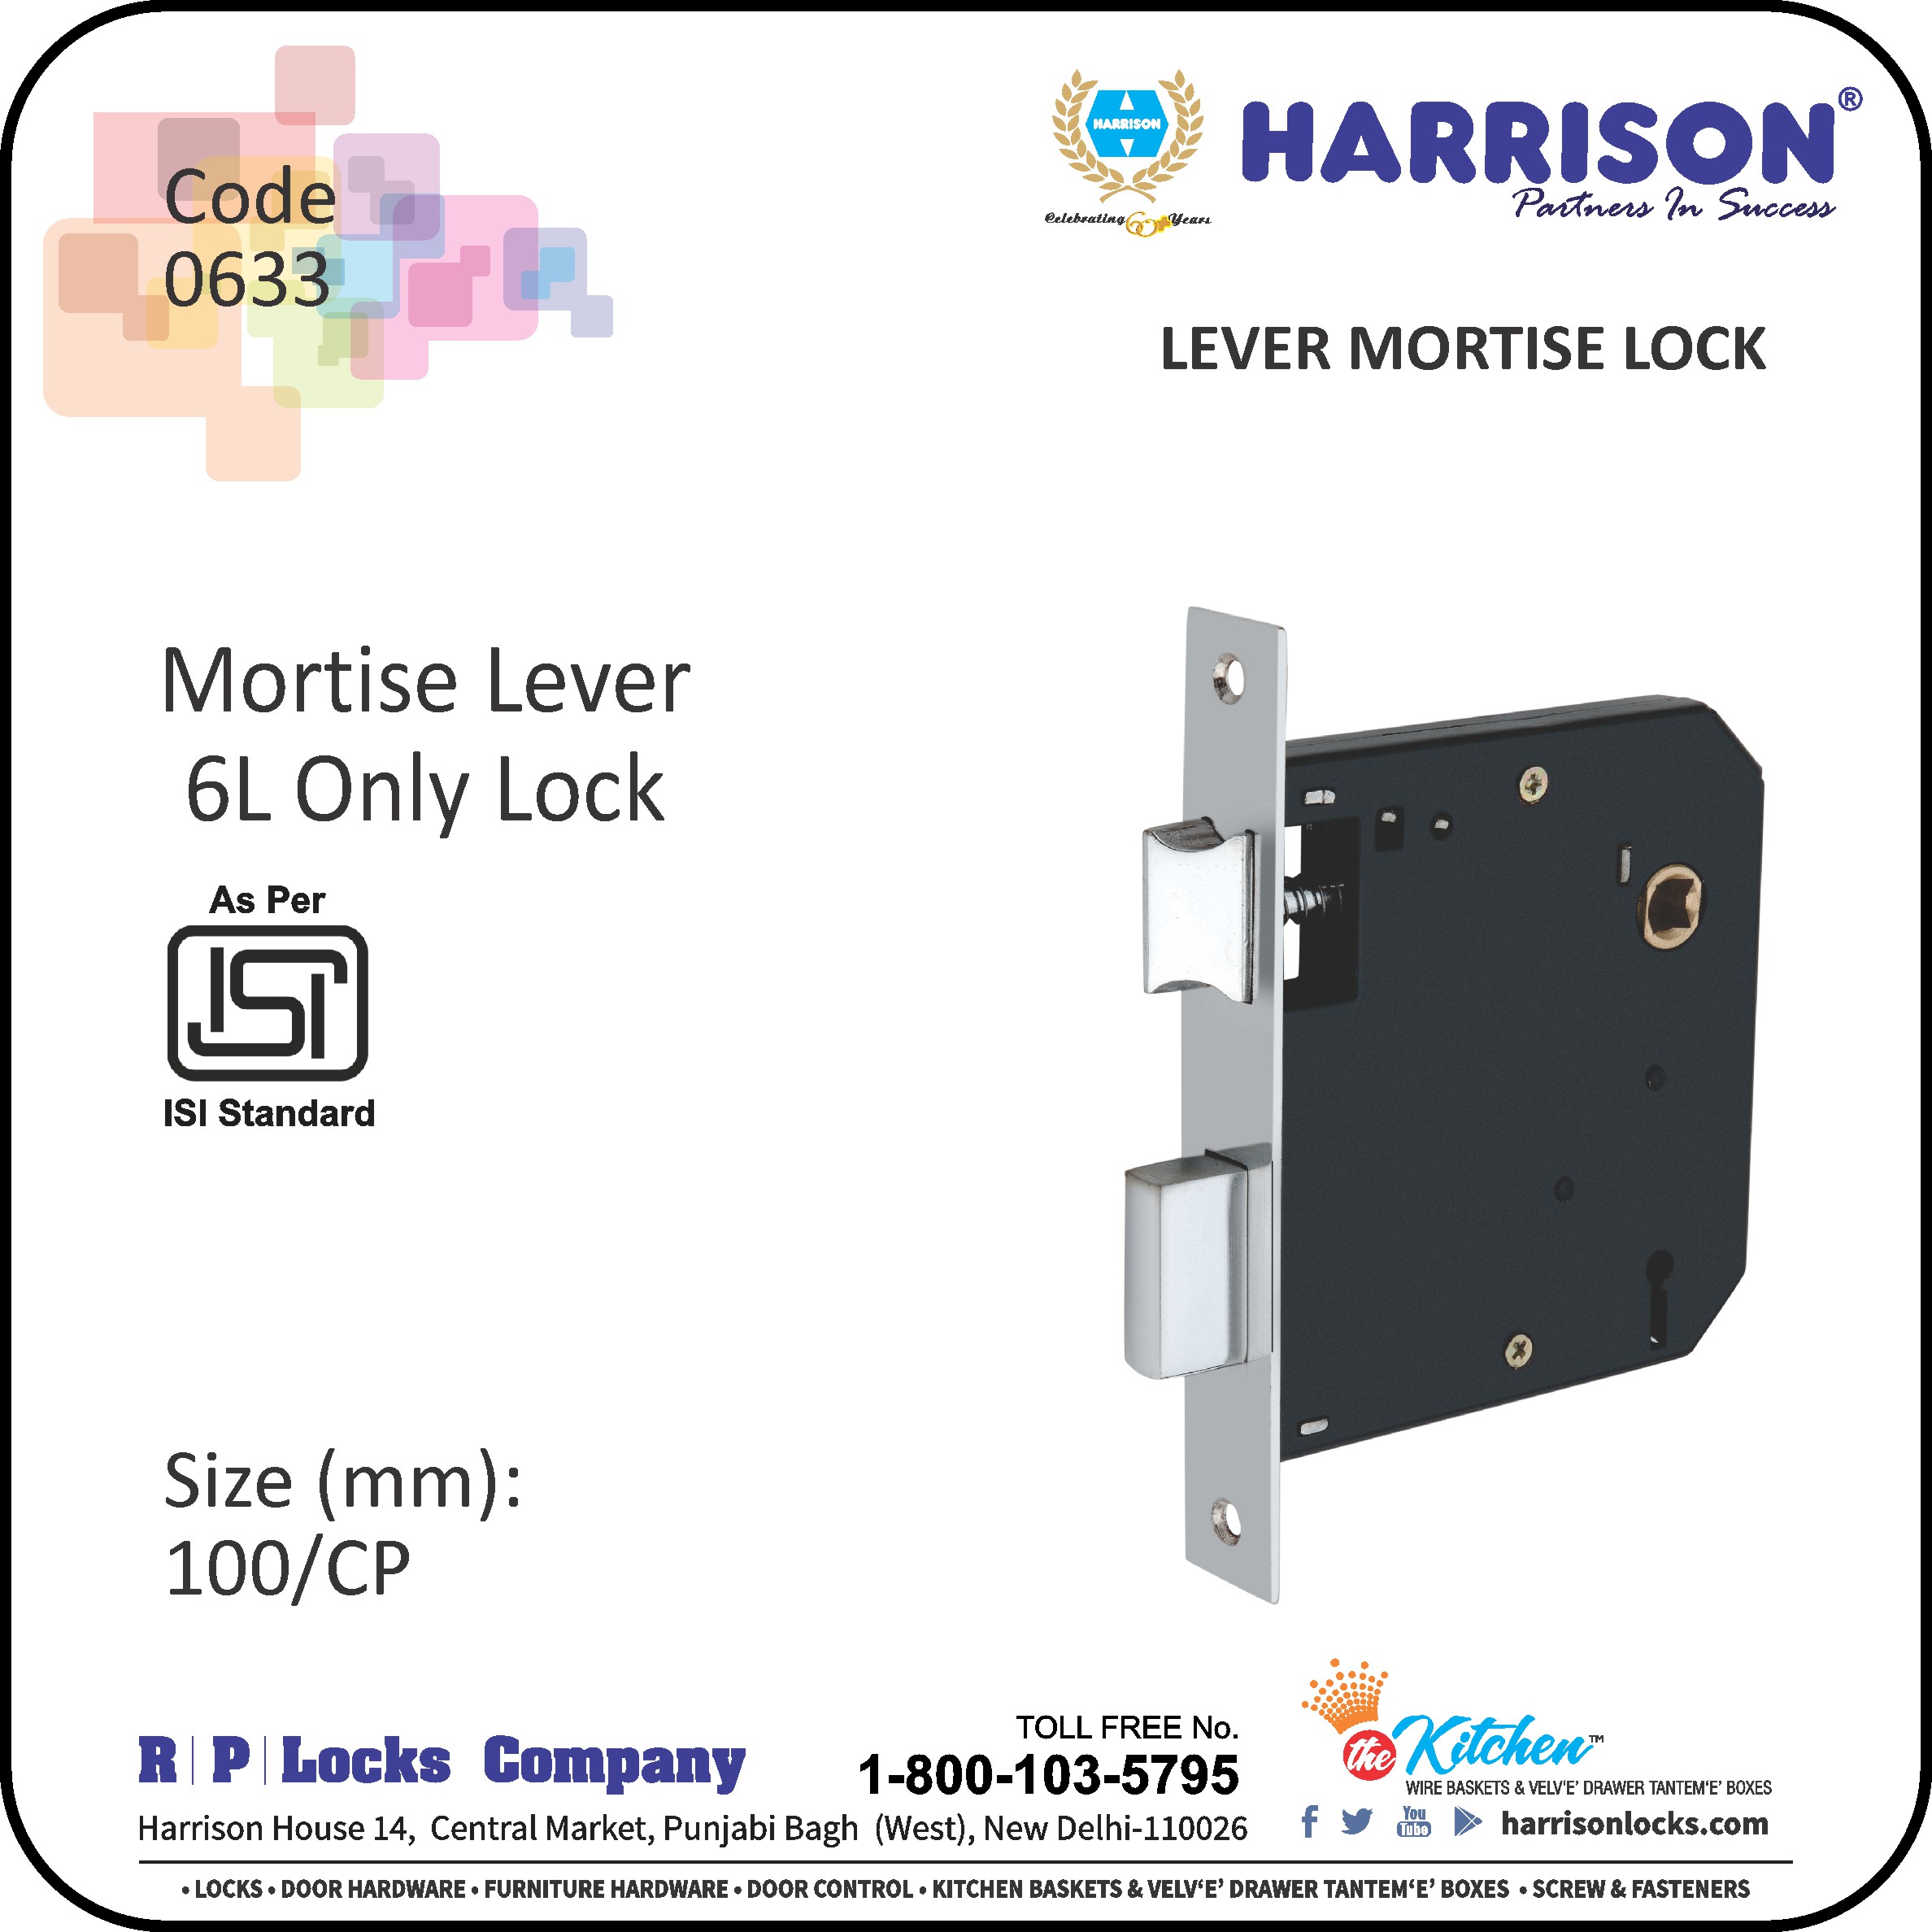 Code
0633
HARRISON
Celebrating 60+ Years
HARRISON®
Partners In Success
LEVER MORTISE LOCK
Mortise Lever
6L Only Lock
As Per
ISI
ISI Standard
Size (mm):
100/CP
R|P|Locks Company
TOLL FREE No.
1-800-103-5795
Harrison House 14, Central Market, Punjabi Bagh (West), New Delhi-110026
the Kitchen™
WIRE BASKETS & VELV'E' DRAWER TANTEM'E' BOXES
You Tube
harrisonlocks.com
• LOCKS • DOOR HARDWARE • FURNITURE HARDWARE • DOOR CONTROL • KITCHEN BASKETS & VELV‘E’ DRAWER TANTEM‘E’ BOXES • SCREW & FASTENERS